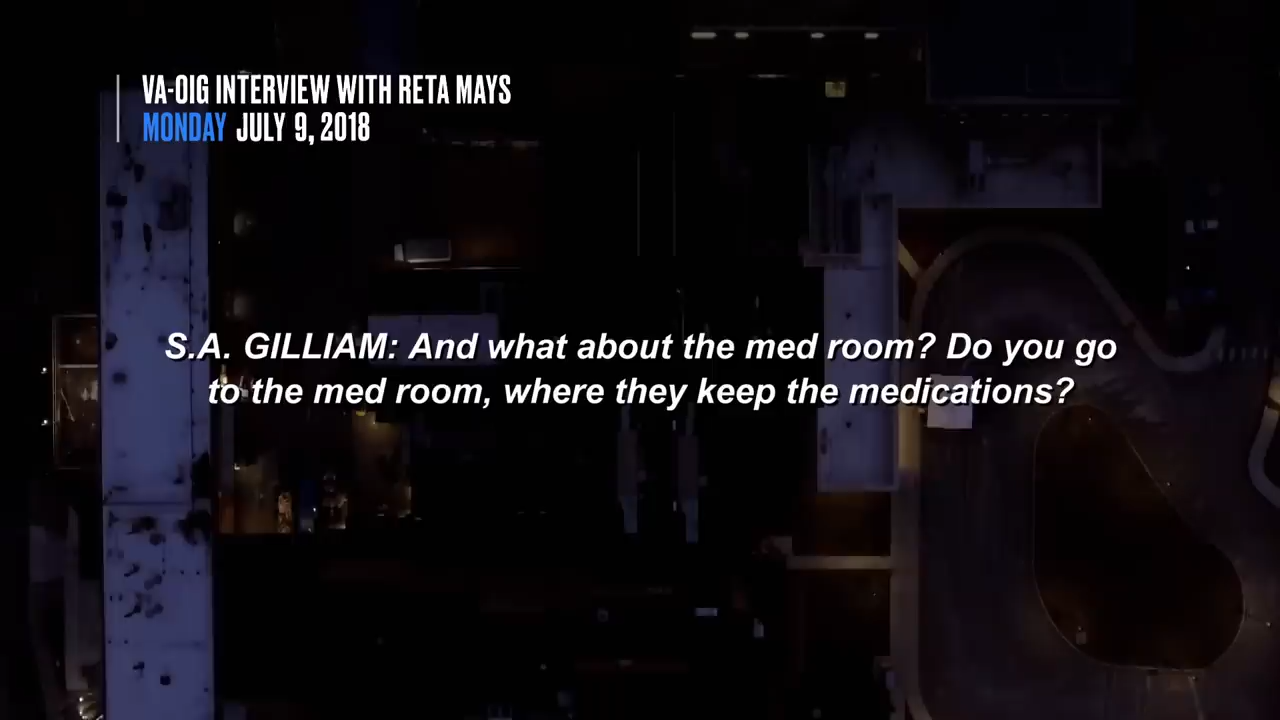 VA-OIG INTERVIEW WITH RETA MAYS
MONDAY JULY 9, 2018
S.A. GILLIAM: And what about the med room? Do you go
to the med room, where they keep the medications?